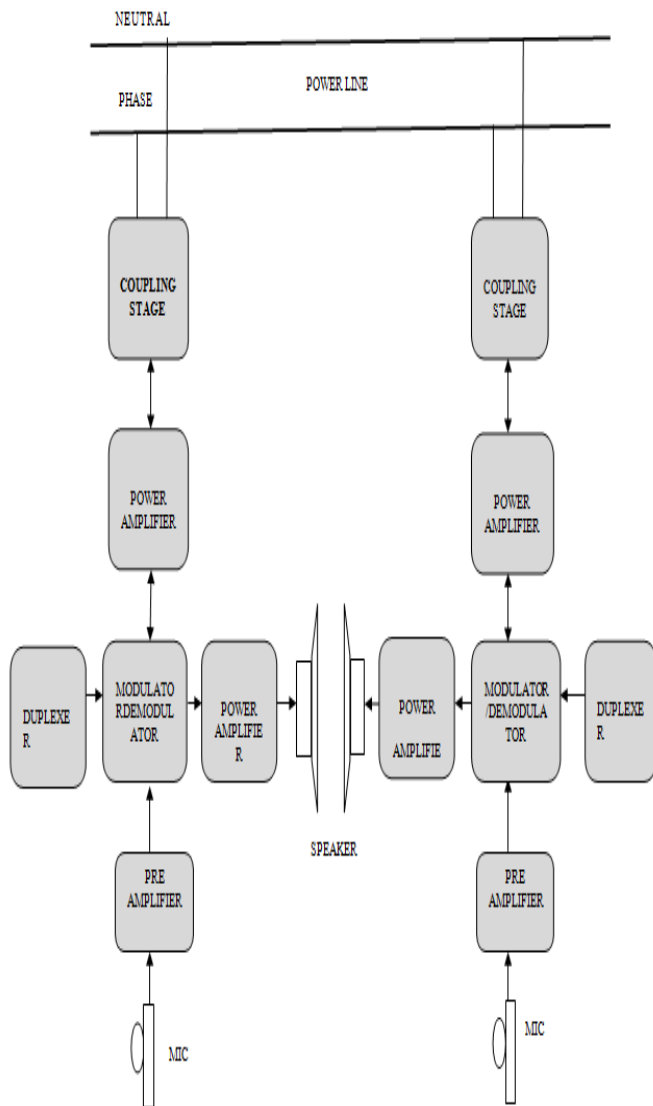 NEUTRAL
POWER LINE
PHASE
COUPLING
STAGE
COUPLING
STAGE
POWER
AMPLIFIER
POWER
AMPLIFIER
DUPLEXE
R
MODULATO
RDEMODUL
ATOR
POWER
AMPLIFIE
R
POWER
AMPLIFIE
MODULATOR
/DEMODULA
TOR
DUPLEXE
R
SPEAKER
PRE
AMPLIFIER
PRE
AMPLIFIER
MIC
MIC